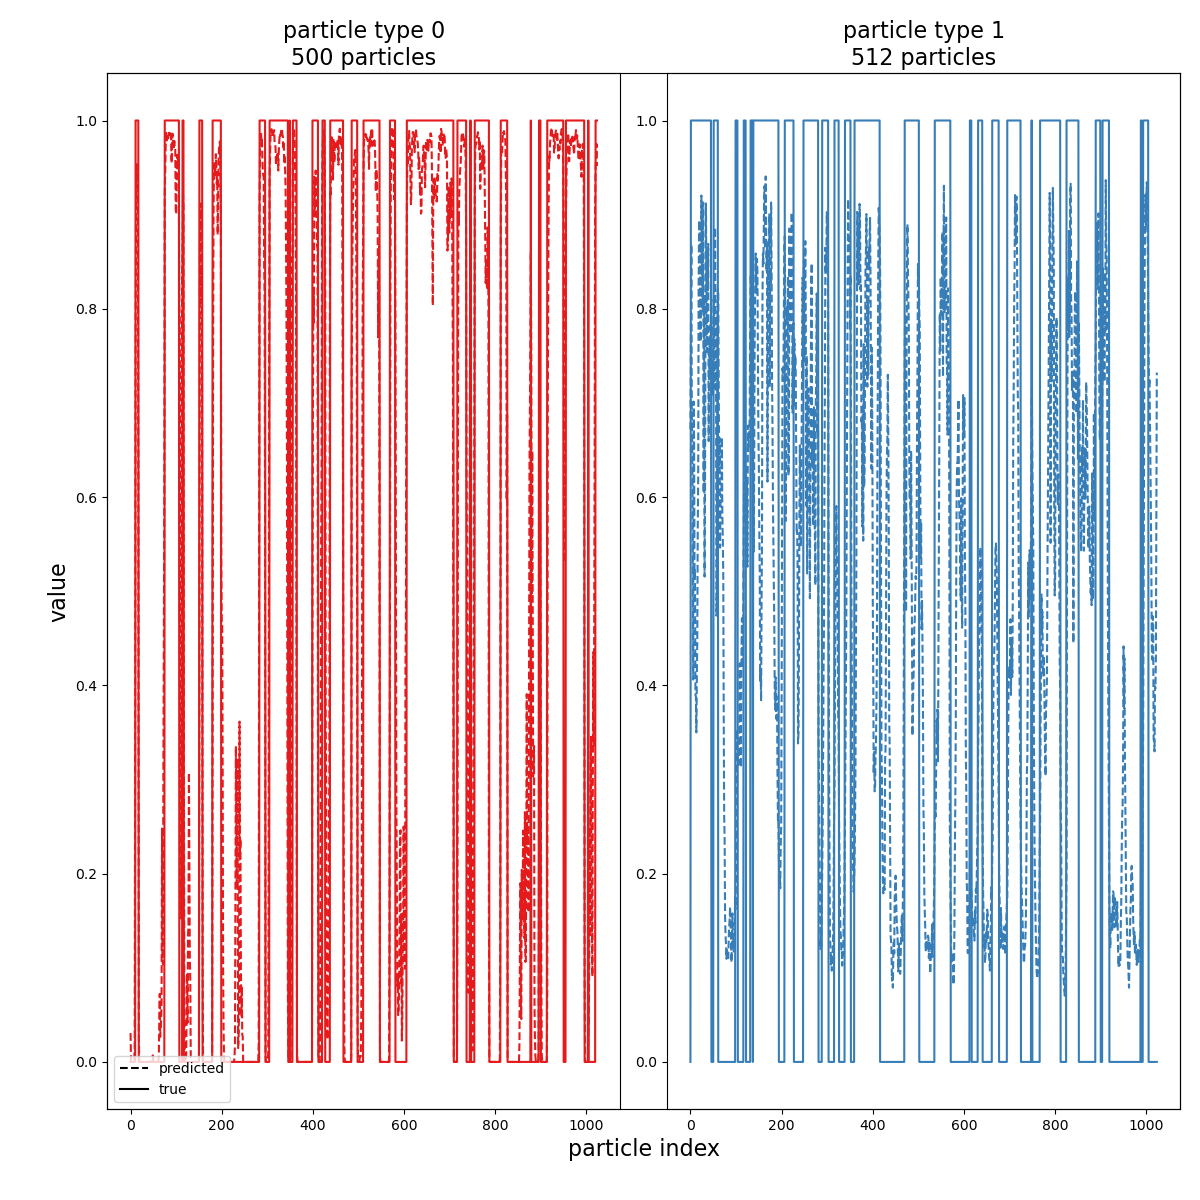 particle type 0
500 particles
particle type 1
512 particles
1.0
0.8
0.6
0.4
0.2
0.0
value
1.0
0.8
0.6
0.4
0.2
0.0
predicted
true
0 200 400 600 800 1000
0 200 400 600 800 1000
particle index